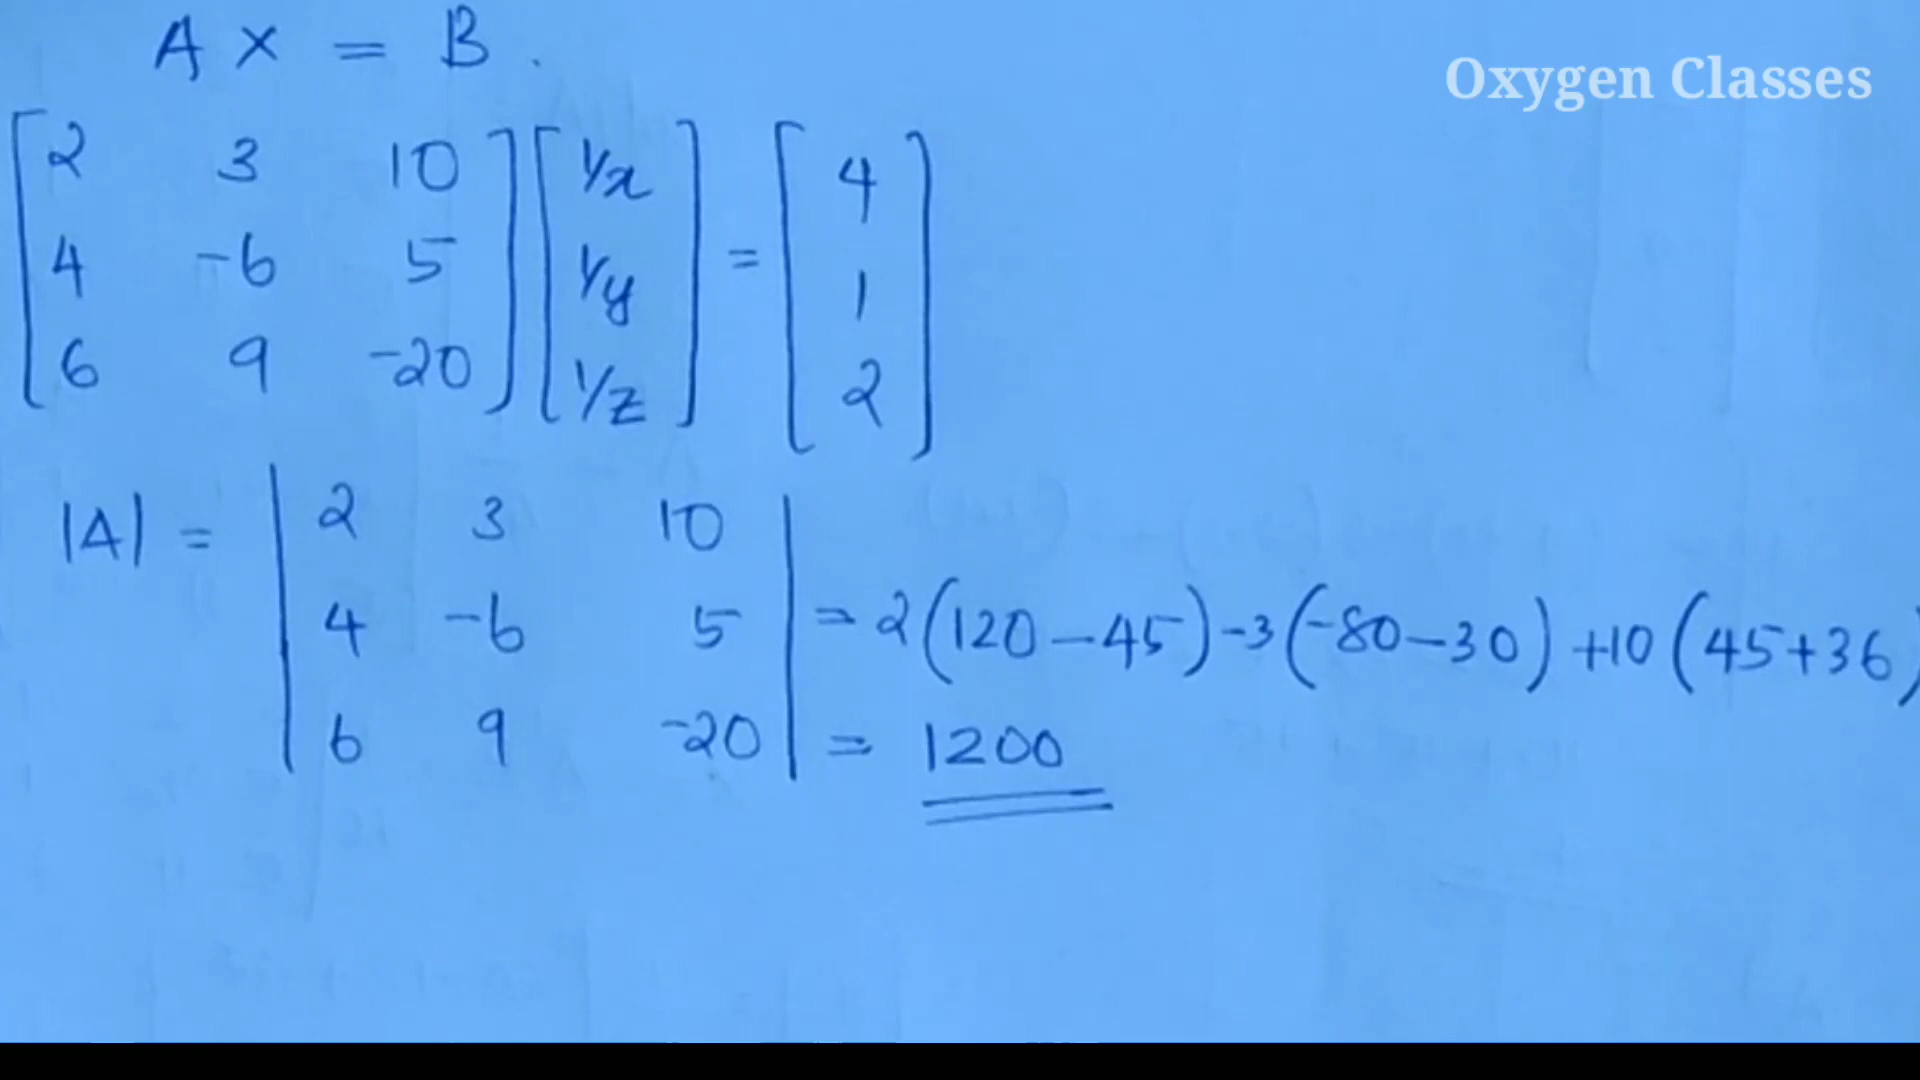 A X = B.
Oxygen Classes
[2 3 10] [1/x] = [4]
[4 -6 5] [1/y] = [1]
[6 9 -20] [1/z] = [2]
|A| = | 2 3 10 |
| 4 -6 5 | = 2(120-45)-3(-80-30)+10(45+36)
| 6 9 -20 | = 1200